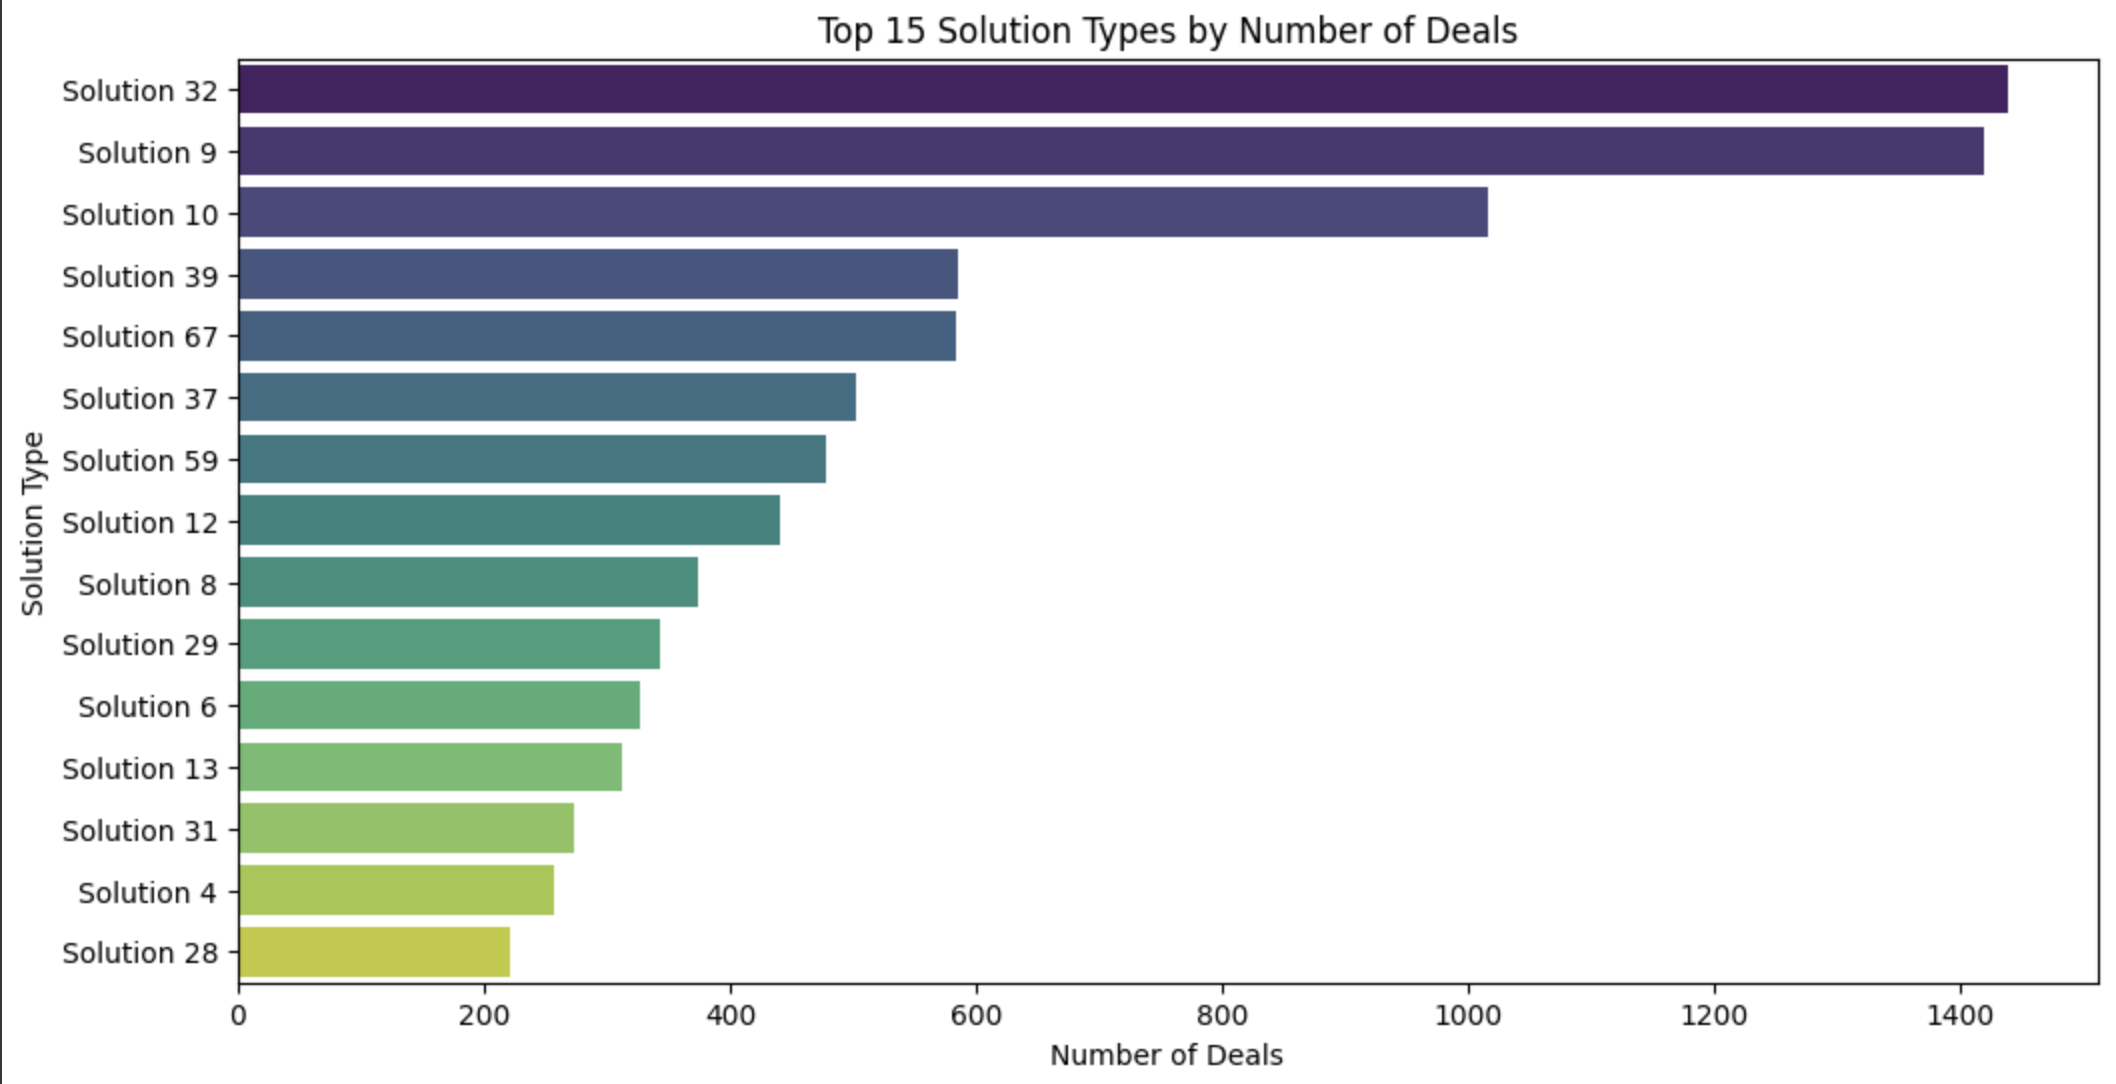 Top 15 Solution Types by Number of Deals
Solution Type
Solution 32
Solution 9
Solution 10
Solution 39
Solution 67
Solution 37
Solution 59
Solution 12
Solution 8
Solution 29
Solution 6
Solution 13
Solution 31
Solution 4
Solution 28
0 200 400 600 800 1000 1200 1400
Number of Deals